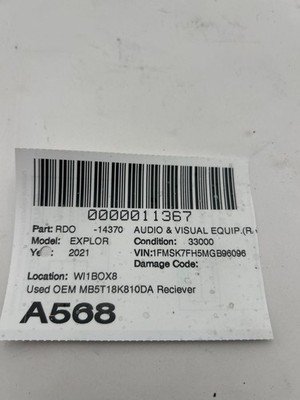 0000011367
Part: RDO -14370 AUDIO & VISUAL EQUIP.(R
Model: EXPLOR Condition: 33000
Year: 2021 VIN:1FMSK7FH5MGB96096
Damage Code:
Location: WI1BOX8
Used OEM MB5T18K810DA Reciever
A568